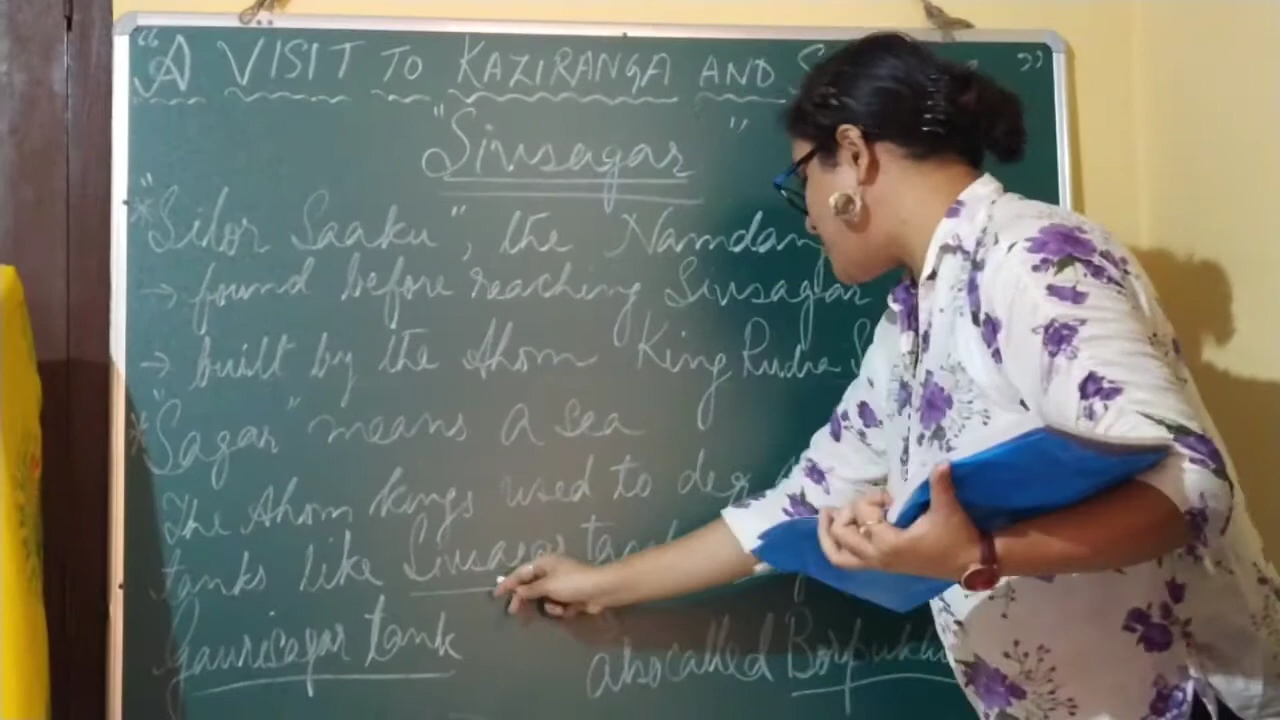 "A VISIT TO KAZIRANGA AND S
"Sivsagar"
* "Silor Saaku", the Namdang
→ found before reaching Sivsagar
→ built by the Ahom King Rudra S
* "Sagar" means a sea
The Ahom kings used to
tanks like Sivsagar tank
Gaurisagar tank also called Borpukhu